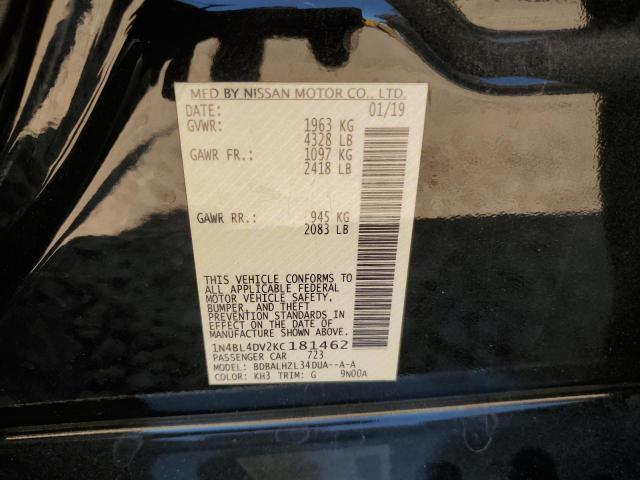 MFD BY NISSAN MOTOR CO., LTD.
DATE: 01/19
GVWR: 1963 KG
4328 LB
GAWR FR.: 1097 KG
2418 LB
GAWR RR.: 945 KG
2083 LB
THIS VEHICLE CONFORMS TO
ALL APPLICABLE FEDERAL
MOTOR VEHICLE SAFETY,
BUMPER, AND THEFT
PREVENTION STANDARDS IN
EFFECT ON THE DATE OF
MANUFACTURE SHOWN ABOVE.
1N4BL4DV2KC181462
PASSENGER CAR 723
MODEL: BDBALHZL34DUA--A-A
COLOR: KH3 TRIM: G 9N00A